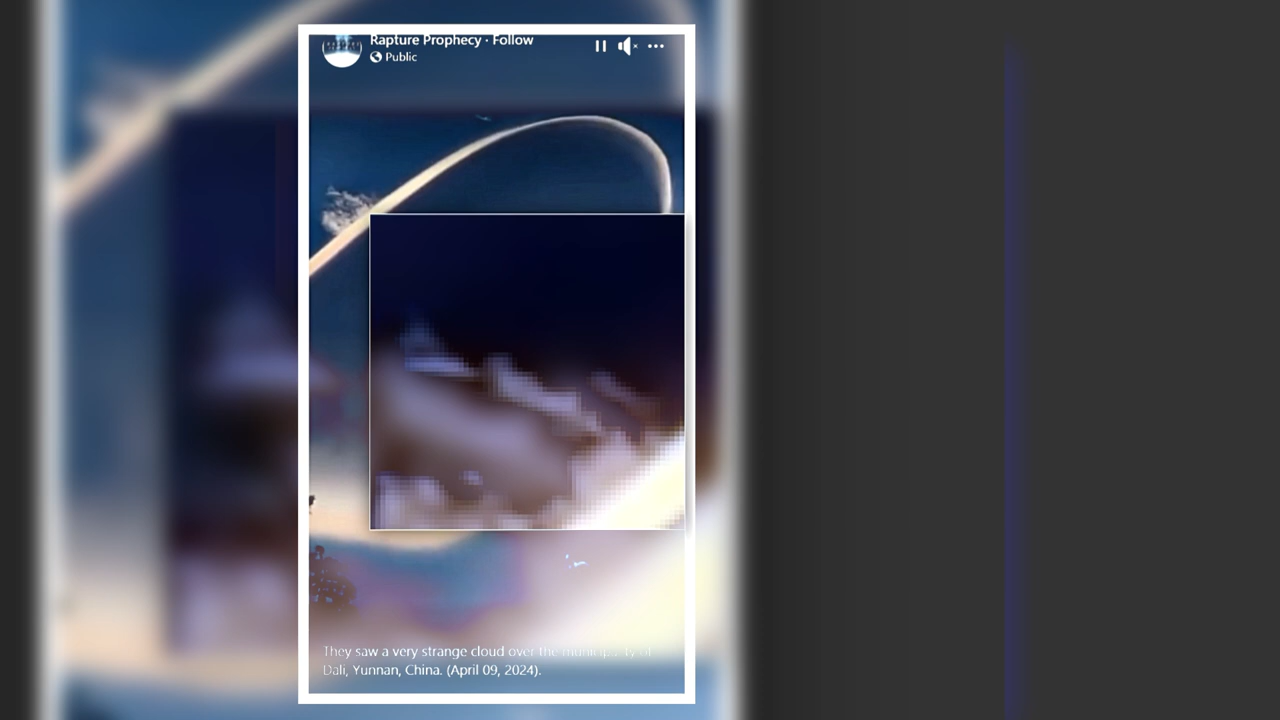 Rapture Prophecy · Follow
Public
They saw a very strange cloud over the
Dali, Yunnan, China. (April 09, 2024).